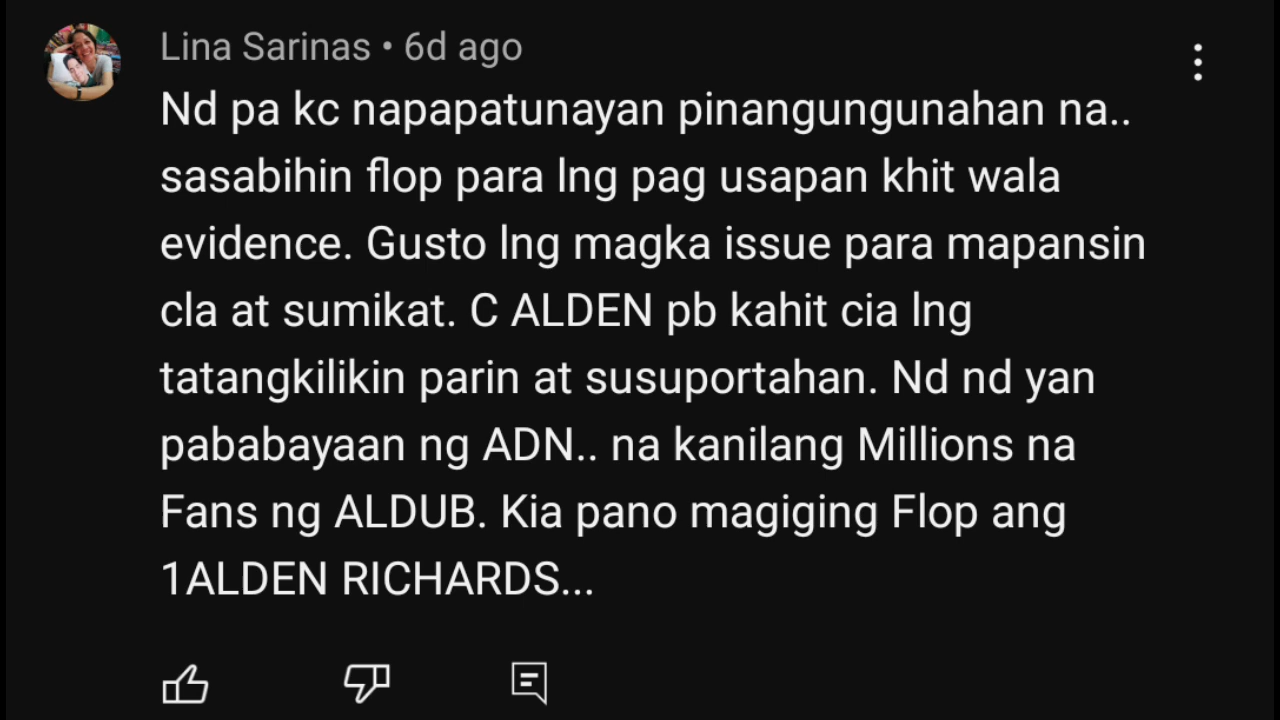 Lina Sarinas • 6d ago
Nd pa kc napapatunayan pinangungunahan na..
sasabihin flop para lng pag usapan khit wala
evidence. Gusto lng magka issue para mapansin
cla at sumikat. C ALDEN pb kahit cia lng
tatangkilikin parin at susuportahan. Nd nd yan
pababayaan ng ADN.. na kanilang Millions na
Fans ng ALDUB. Kia pano magiging Flop ang
1ALDEN RICHARDS...